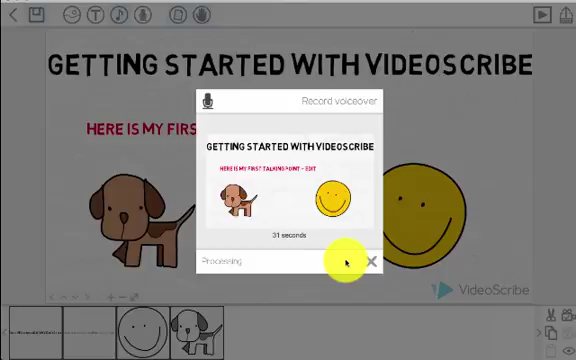 GETTING STARTED WITH VIDEOSCRIBE
HERE IS MY FIRS
Record voiceover
GETTING STARTED WITH VIDEOSCRIBE
HERE IS MY FIRST TALKING POINT - EDIT
31 seconds
Processing
VideoScribe